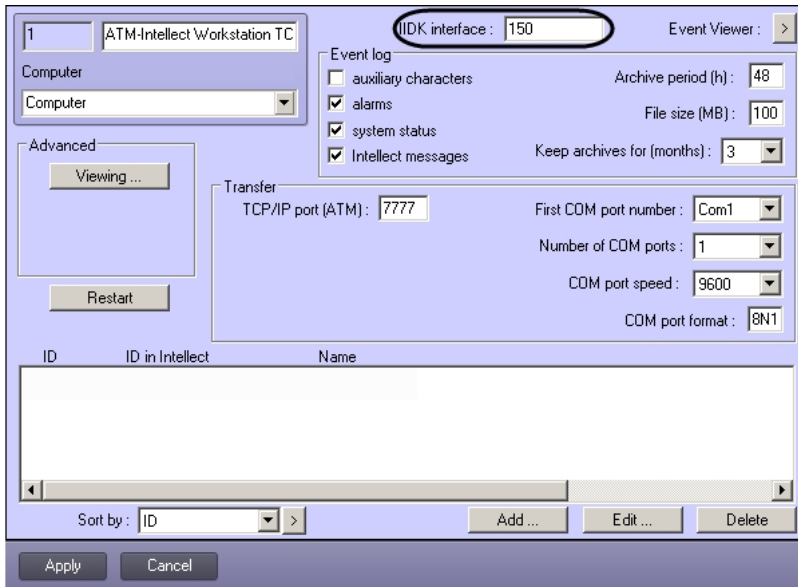 1
ATM-Intellect Workstation TC
IIDK interface : 150
Event Viewer : >
Computer
Computer
Event log
auxiliary characters
alarms
system status
Intellect messages
Archive period (h) : 48
File size (MB) : 100
Keep archives for (months) : 3
Advanced
Viewing ...
Restart
Transfer
TCP/IP port (ATM) : 7777
First COM port number : Com1
Number of COM ports : 1
COM port speed : 9600
COM port format : 8N1
ID ID in Intellect Name
Sort by : ID >
Add ... Edit ... Delete
Apply Cancel